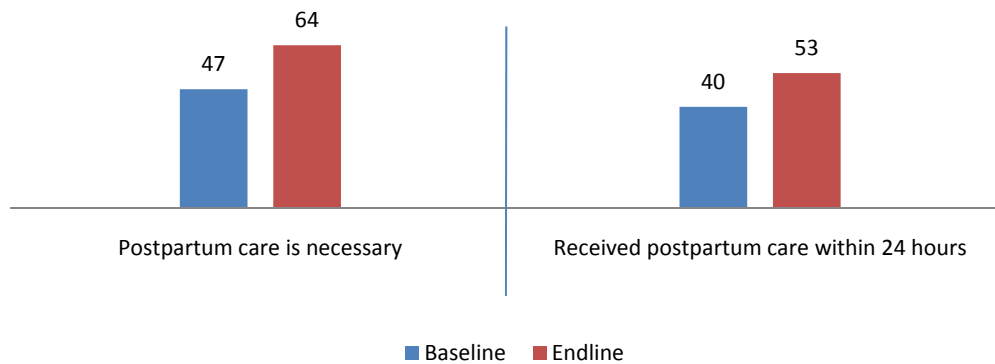 64
47
53
40
Postpartum care is necessary
Received postpartum care within 24 hours
Baseline
Endline